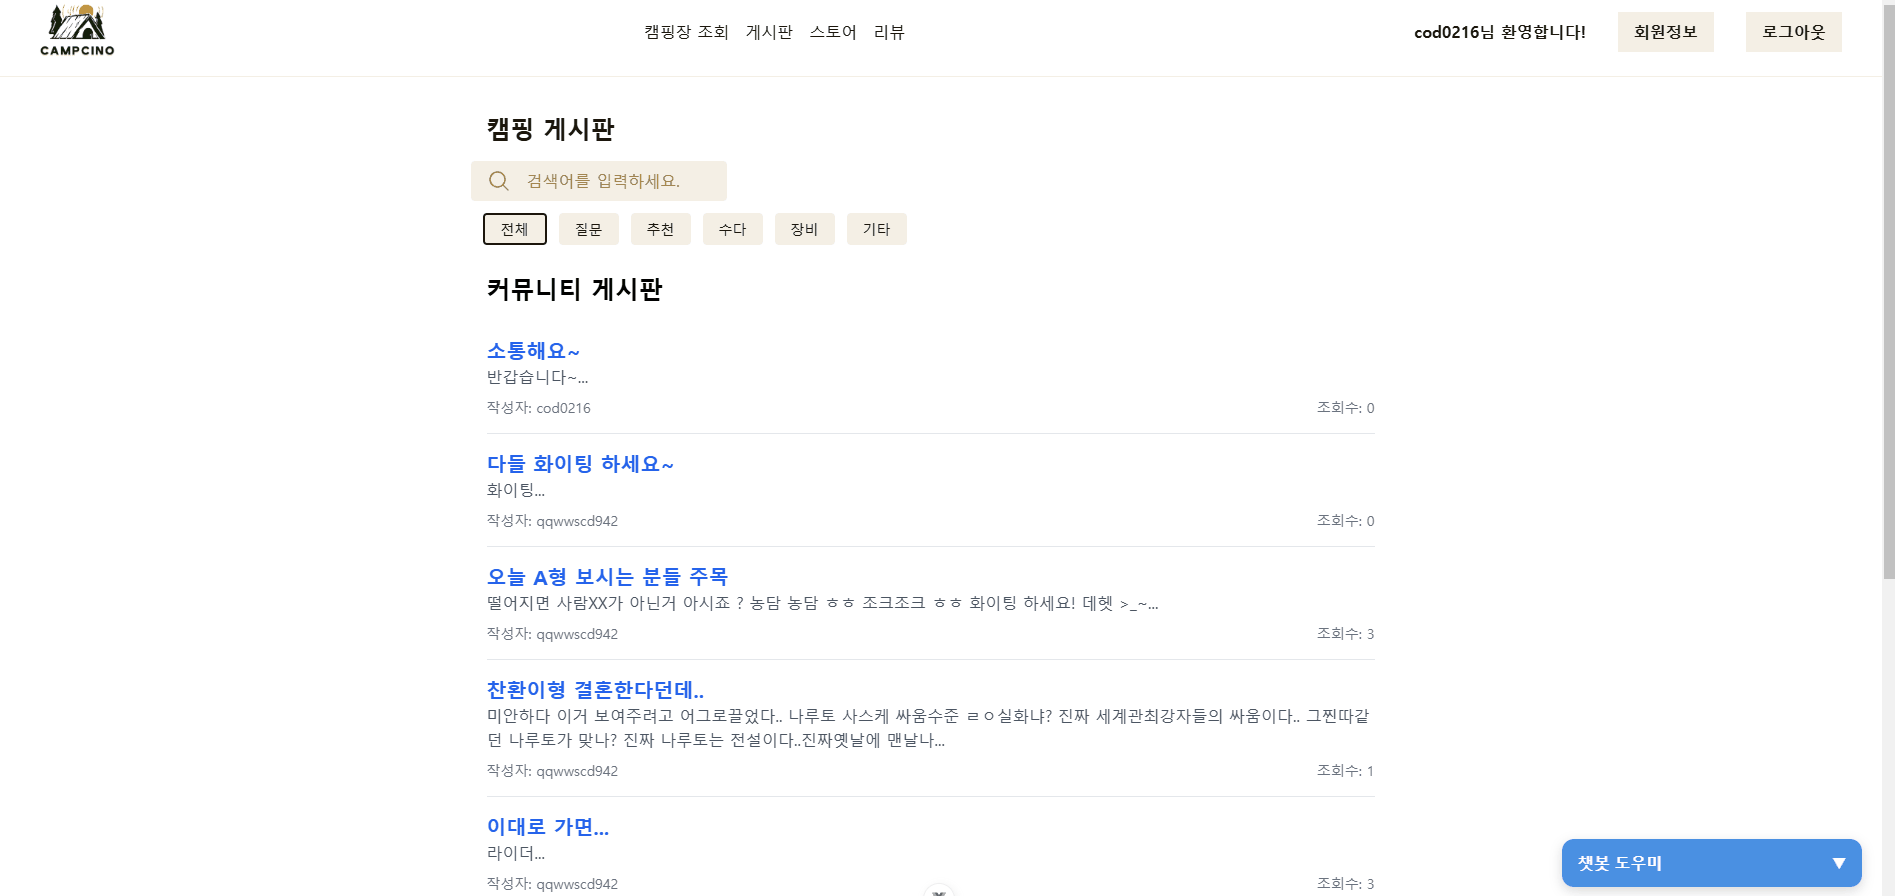 CAMPCINO
캠핑장 조회 게시판 스토어 리뷰
cod0216님 환영합니다! 회원정보 로그아웃
캠핑 게시판
검색어를 입력하세요.
전체 질문 추천 수다 장비 기타
커뮤니티 게시판
소통해요~
반갑습니다~...
작성자: cod0216 조회수: 0
다들 화이팅 하세요~
화이팅...
작성자: qqwwscd942 조회수: 0
오늘 A형 보시는 분들 주목
떨어지면 사람XX가 아닌거 아시죠 ? 농담 농담 ㅎㅎ 조크조크 ㅎㅎ 화이팅 하세요! 데헷 >_~...
작성자: qqwwscd942 조회수: 3
찬환이형 결혼한다던데..
미안하다 이거 보여주려고 어그로끌었다.. 나루토 사스케 싸움수준 ㄹㅇ실화냐? 진짜 세계관최강자들의 싸움이다.. 그찐따같
던 나루토가 맞나? 진짜 나루토는 전설이다..진짜옛날에 맨날나...
작성자: qqwwscd942 조회수: 1
이대로 가면...
라이더...
작성자: qqwwscd942 조회수: 3
챗봇 도우미 ▼